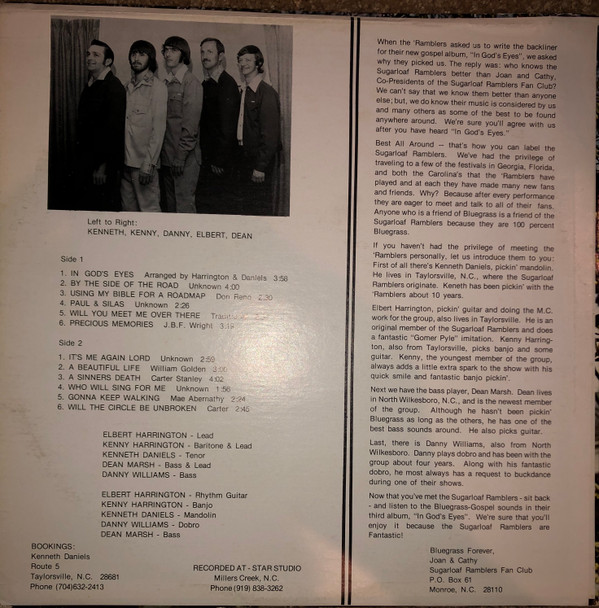 Left to Right:
KENNETH, KENNY, DANNY, ELBERT, DEAN
Side 1
1. IN GOD'S EYES Arranged by Harrington & Daniels 3:58
2. BY THE SIDE OF THE ROAD Unknown 4:00
3. USING MY BIBLE FOR A ROADMAP Don Reno 2:30
4. PAUL & SILAS Unknown 2:26
5. WILL YOU MEET ME OVER THERE
6. PRECIOUS MEMORIES J.B.F. Wright
Side 2
1. IT'S ME AGAIN LORD Unknown 2:59
2. A BEAUTIFUL LIFE William Golden
3. A SINNERS DEATH Carter Stanley 4:02
4. WHO WILL SING FOR ME Unknown 1:56
5. GONNA KEEP WALKING Mae Abernathy 2:24
6. WILL THE CIRCLE BE UNBROKEN Carter 2:45
ELBERT HARRINGTON - Lead
KENNY HARRINGTON - Baritone & Lead
KENNETH DANIELS - Tenor
DEAN MARSH - Bass & Lead
DANNY WILLIAMS - Bass
ELBERT HARRINGTON - Rhythm Guitar
KENNY HARRINGTON - Banjo
KENNETH DANIELS - Mandolin
DANNY WILLIAMS - Dobro
DEAN MARSH - Bass
BOOKINGS:
Kenneth Daniels
Route 5
Taylorsville, N.C. 28681
Phone (704)632-2413
RECORDED AT - STAR STUDIO
Millers Creek, N.C.
Phone (919) 838-3262
When the 'Ramblers asked us to write the backliner
for their new gospel album, "In God's Eyes", we asked
why they picked us. The reply was: who knows the
Sugarloaf Ramblers better than Joan and Cathy,
Co-Presidents of the Sugarloaf Ramblers Fan Club?
We can't say that we know them better than anyone
else; but, we do know their music is considered by us
and many others as some of the best to be found
anywhere around. We're sure you'll agree with us
after you have heard "In God's Eyes."
Best All Around — that's how you can label the
Sugarloaf Ramblers. We've had the privilege of
traveling to a few of the festivals in Georgia, Florida,
and both the Carolina's that the 'Ramblers have
played and at each they have made many new fans
and friends. Why? Because after every performance
they are eager to meet and talk to all of their fans.
Anyone who is a friend of Bluegrass is a friend of the
Sugarloaf Ramblers because they are 100 percent
Bluegrass.
If you haven't had the privilege of meeting the
'Ramblers personally, let us introduce them to you:
First of all there's Kenneth Daniels, pickin' mandolin.
He lives in Taylorsville, N.C., where the Sugarloaf
Ramblers originate. Keneth has been pickin' with the
'Ramblers about 10 years.
Elbert Harrington, pickin' guitar and doing the M.C.
work for the group, also lives in Taylorsville. He is an
original member of the Sugarloaf Ramblers and does
a fantastic "Gomer Pyle" imitation. Kenny Harring-
ton, also from Taylorsville, picks banjo and some
guitar. Kenny, the youngest member of the group,
always adds a little extra spark to the show with his
quick smile and fantastic banjo pickin'.
Next we have the bass player, Dean Marsh. Dean lives
in North Wilkesboro, N.C., and is the newest member
of the group. Although he hasn't been pickin'
Bluegrass as long as the others, he has one of the
best bass sounds around. He also picks guitar.
Last, there is Danny Williams, also from North
Wilkesboro. Danny plays dobro and has been with the
group about four years. Along with his fantastic
dobro, he most always has a request to buckdance
during one of their shows.
Now that you've met the Sugarloaf Ramblers - sit back
- and listen to the Bluegrass-Gospel sounds in their
third album, "In God's Eyes". We're sure that you'll
enjoy it because the Sugarloaf Ramblers are
Fantastic!
Bluegrass Forever,
Joan & Cathy
Sugarloaf Ramblers Fan Club
P.O. Box 61
Monroe, N.C. 28110